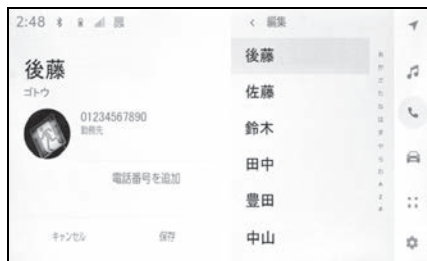 2:48
後藤
ゴトウ
01234567890
勤務先
電話番号を追加
キャンセル
保存
< 編集
後藤
佐藤
鈴木
田中
豊田
中山